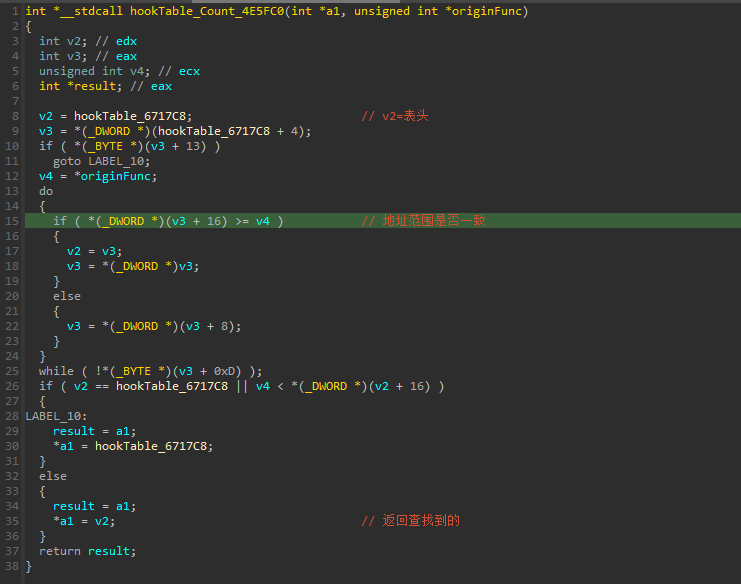 1 int *__stdcall hookTable_Count_4E5FC0(int *a1, unsigned int *originFunc)
2 {
3 int v2; // edx
4 int v3; // eax
5 unsigned int v4; // ecx
6 int *result; // eax
7
8 v2 = hookTable_6717C8; // v2=表头
9 v3 = *(_DWORD *)(hookTable_6717C8 + 4);
10 if ( *(_BYTE *)(v3 + 13) )
11 goto LABEL_10;
12 v4 = *originFunc;
13 do
14 {
15 if ( *(_DWORD *)(v3 + 16) >= v4 ) // 地址范围是否一致
16 {
17 v2 = v3;
18 v3 = *(_DWORD *)v3;
19 }
20 else
21 {
22 v3 = *(_DWORD *)(v3 + 8);
23 }
24 }
25 while ( !*(_BYTE *)(v3 + 0xD) );
26 if ( v2 == hookTable_6717C8 || v4 < *(_DWORD *)(v2 + 16) )
27 {
28 LABEL_10:
29 result = a1;
30 *a1 = hookTable_6717C8;
31 }
32 else
33 {
34 result = a1;
35 *a1 = v2; // 返回查找到的
36 }
37 return result;
38 }